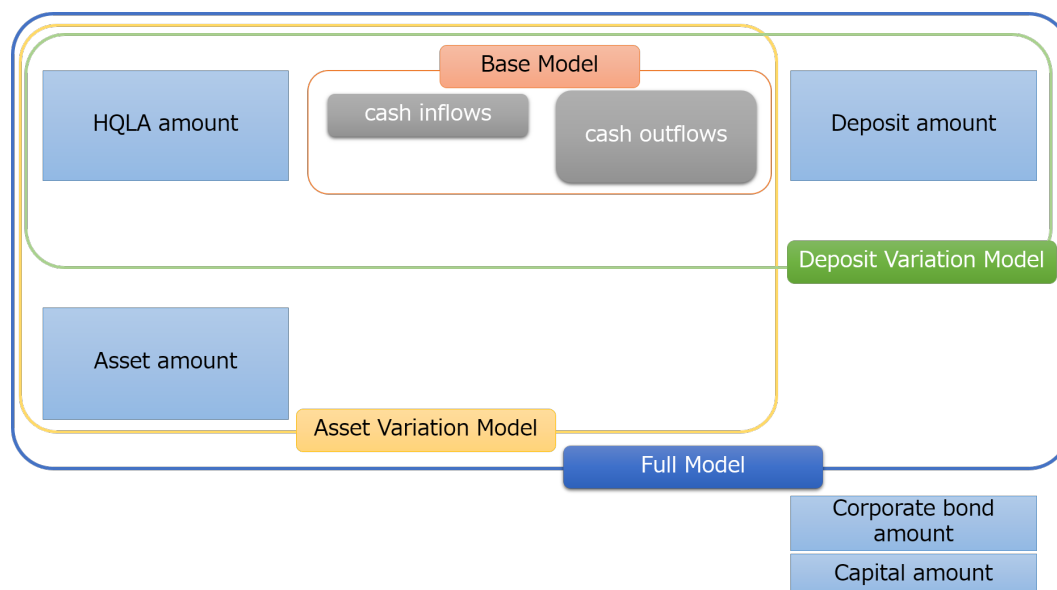 Base Model
HQLA amount
cash inflows
cash outflows
Deposit amount
Deposit Variation Model
Asset amount
Asset Variation Model
Full Model
Corporate bond
amount
Capital amount